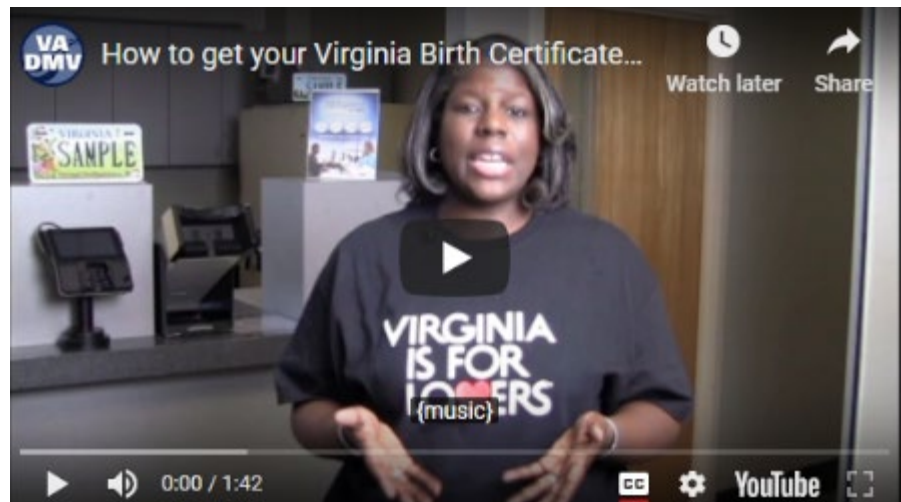 VA
DMV
How to get your Virginia Birth Certificate...
Watch later
Share
VIRGINIA
SAMPLE
VIRGINIA
IS FOR
LOVERS
{music}
0:00 / 1:42
CC
YouTube